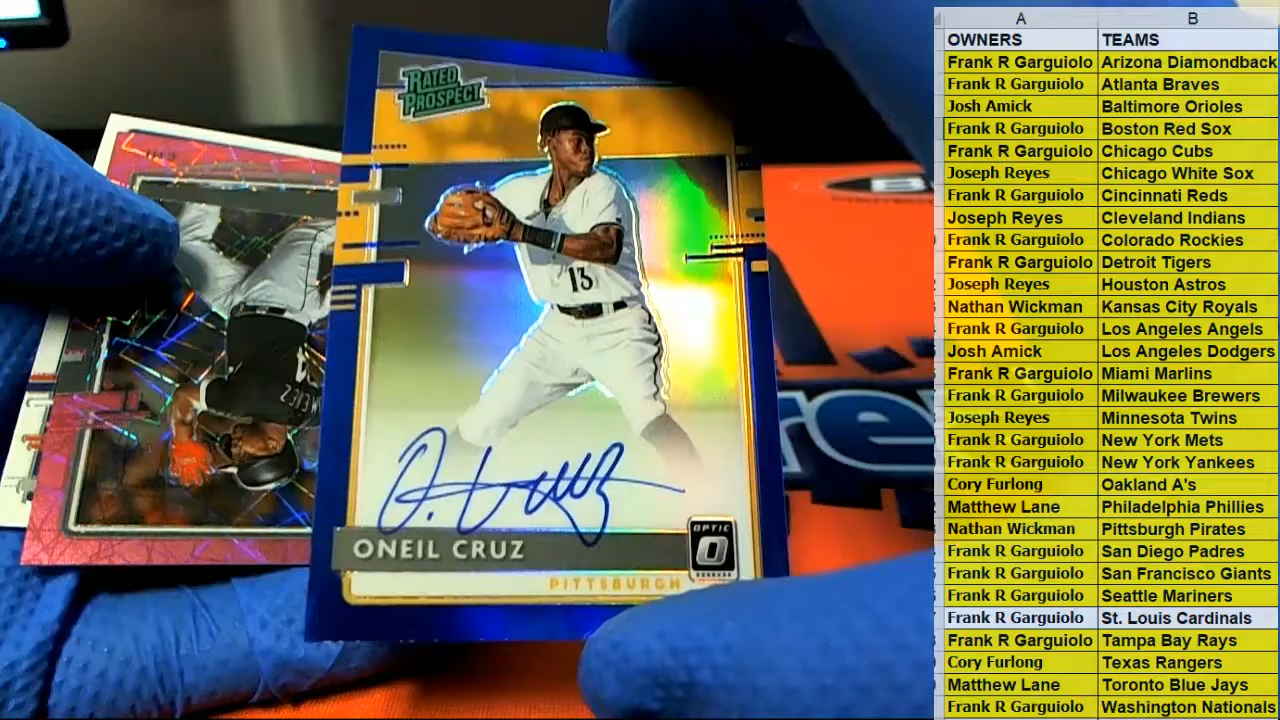 RATED
PROSPECT
13
O. Cruz
ONEIL CRUZ
OPTIC
O
DONRUSS
PITTSBURGH
A B
OWNERS TEAMS
Frank R Garguiolo Arizona Diamondback
Frank R Garguiolo Atlanta Braves
Josh Amick Baltimore Orioles
Frank R Garguiolo Boston Red Sox
Frank R Garguiolo Chicago Cubs
Joseph Reyes Chicago White Sox
Frank R Garguiolo Cincinnati Reds
Joseph Reyes Cleveland Indians
Frank R Garguiolo Colorado Rockies
Frank R Garguiolo Detroit Tigers
Joseph Reyes Houston Astros
Nathan Wickman Kansas City Royals
Frank R Garguiolo Los Angeles Angels
Josh Amick Los Angeles Dodgers
Frank R Garguiolo Miami Marlins
Frank R Garguiolo Milwaukee Brewers
Joseph Reyes Minnesota Twins
Frank R Garguiolo New York Mets
Frank R Garguiolo New York Yankees
Cory Furlong Oakland A's
Matthew Lane Philadelphia Phillies
Nathan Wickman Pittsburgh Pirates
Frank R Garguiolo San Diego Padres
Frank R Garguiolo San Francisco Giants
Frank R Garguiolo Seattle Mariners
Frank R Garguiolo St. Louis Cardinals
Frank R Garguiolo Tampa Bay Rays
Cory Furlong Texas Rangers
Matthew Lane Toronto Blue Jays
Frank R Garguiolo Washington Nationals